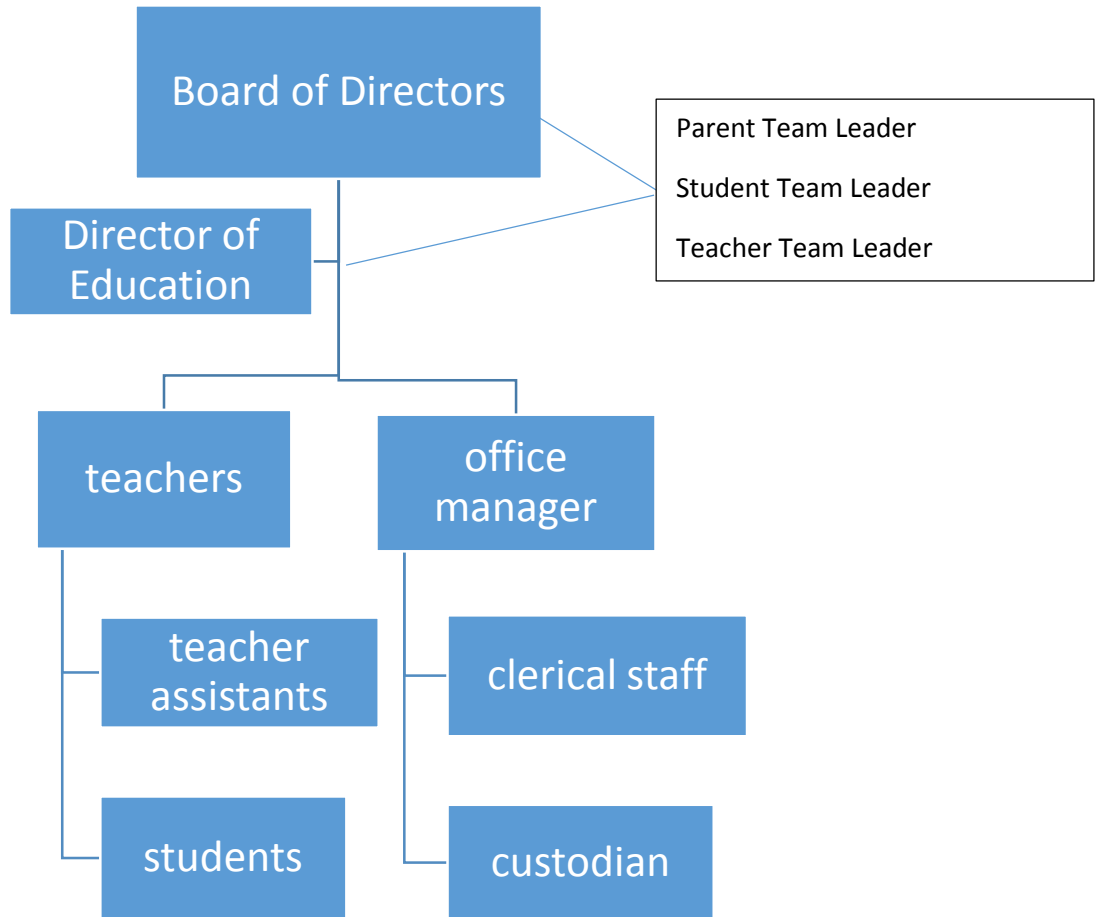 Board of Directors
Parent Team Leader
Student Team Leader
Teacher Team Leader
Director of
Education
teachers
office
manager
teacher
assistants
clerical staff
students
custodian